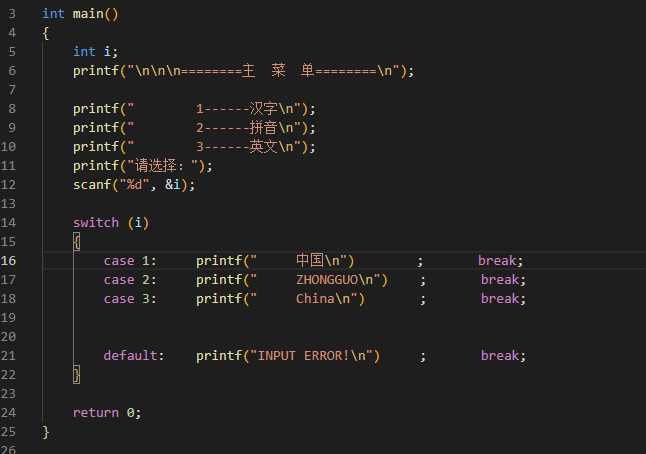 3 int main()
4 {
5 int i;
6 printf("\n\n\n========主  菜  单========\n");
7
8 printf("        1------汉字\n");
9 printf("        2------拼音\n");
10 printf("        3------英文\n");
11 printf("请选择: ");
12 scanf("%d", &i);
13
14 switch (i)
15 {
16 case 1:     printf("     中国\n")        ;       break;
17 case 2:     printf("     ZHONGGUO\n")    ;       break;
18 case 3:     printf("     China\n")       ;       break;
19
20
21 default:    printf("INPUT ERROR!\n")     ;       break;
22 }
23
24 return 0;
25 }
26